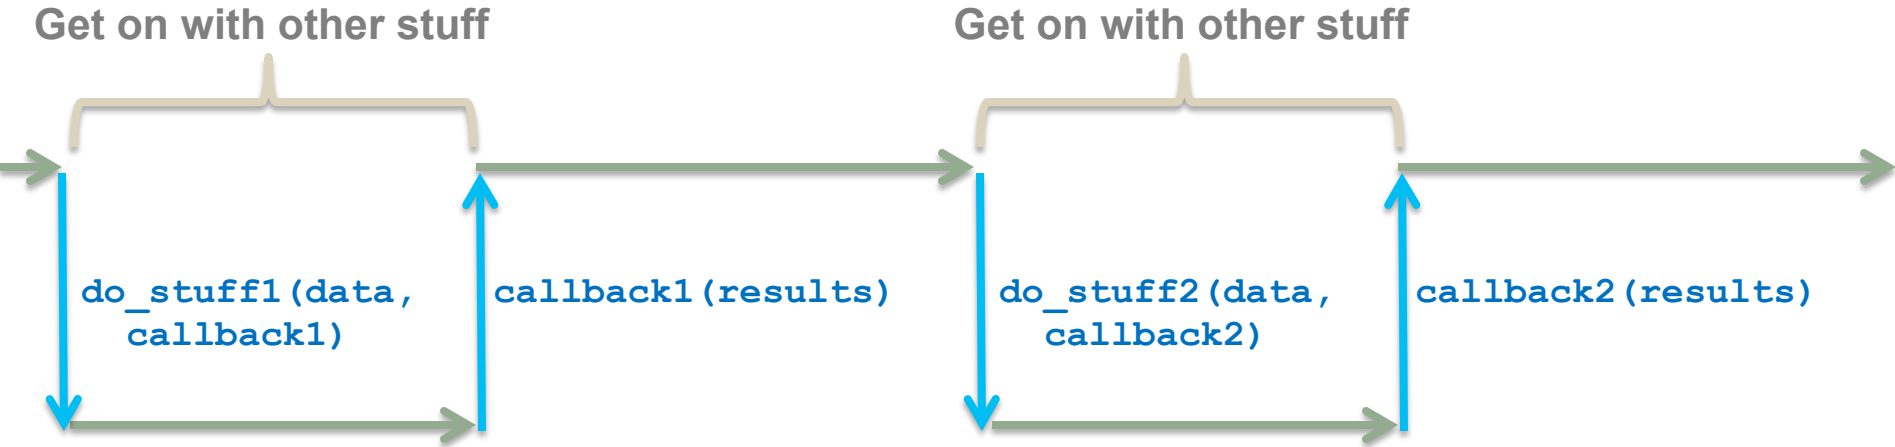 Get on with other stuff
Get on with other stuff
do_stuff1(data,
callback1)
callback1(results)
do_stuff2(data,
callback2)
callback2(results)